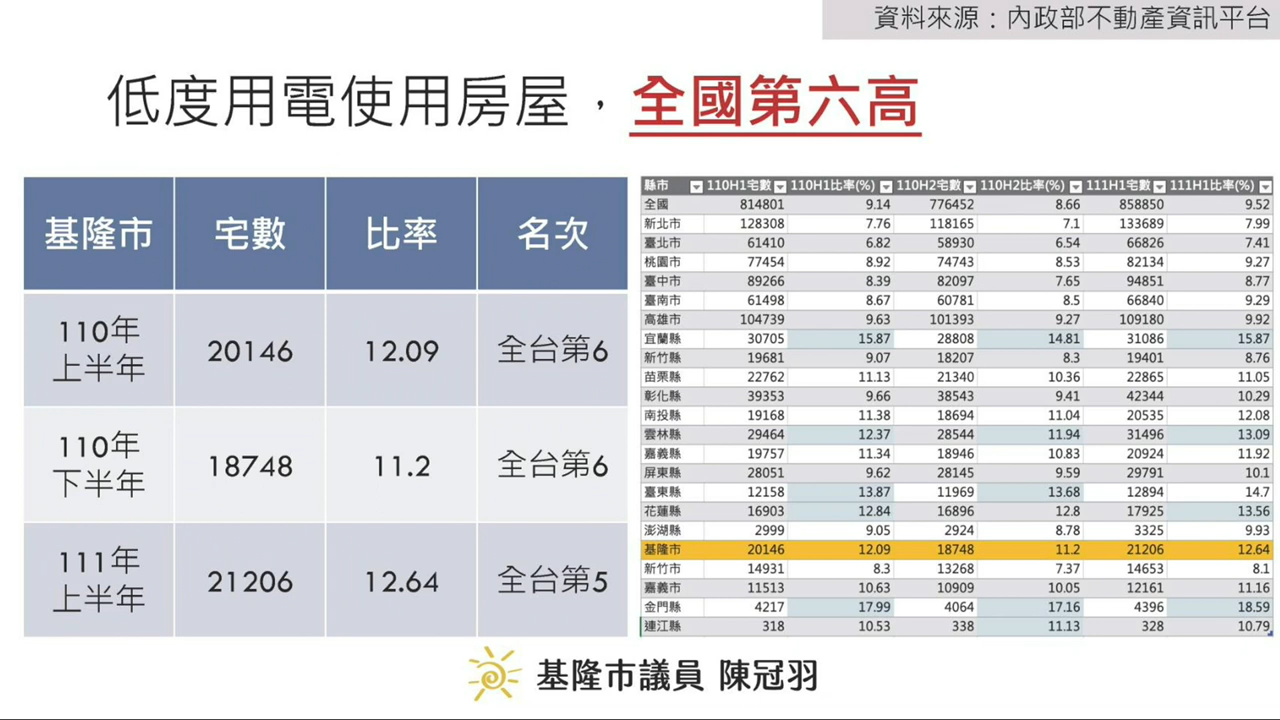 資料來源：內政部不動產資訊平台
低度用電使用房屋，全國第六高
基隆市 宅數 比率 名次
110年上半年 20146 12.09 全台第6
110年下半年 18748 11.2 全台第6
111年上半年 21206 12.64 全台第5
縣市 110H1宅數 110H1比率(%) 110H2宅數 110H2比率(%) 111H1宅數 111H1比率(%)
全國 814801 9.14 776452 8.66 858850 9.52
新北市 128308 7.76 118165 7.1 133689 7.99
臺北市 61410 6.82 58930 6.54 66826 7.41
桃園市 77454 8.92 74743 8.53 82134 9.27
臺中市 89266 8.39 82097 7.65 94851 8.77
臺南市 61498 8.67 60781 8.5 66840 9.29
高雄市 104739 9.63 101393 9.27 109180 9.92
宜蘭縣 30705 15.87 28808 14.81 31086 15.87
新竹縣 19681 9.07 18207 8.3 19401 8.76
苗栗縣 22762 11.13 21340 10.36 22865 11.05
彰化縣 39353 9.66 38543 9.41 42344 10.29
南投縣 19168 11.38 18694 11.04 20535 12.08
雲林縣 29464 12.37 28544 11.94 31496 13.09
嘉義縣 19757 11.34 18946 10.83 20924 11.92
屏東縣 28051 9.62 28145 9.59 29791 10.1
臺東縣 12158 13.87 11969 13.68 12894 14.7
花蓮縣 16903 12.84 16896 12.8 17925 13.56
澎湖縣 2999 9.05 2924 8.78 3325 9.93
基隆市 20146 12.09 18748 11.2 21206 12.64
新竹市 14931 8.3 13268 7.37 14653 8.1
嘉義市 11513 10.63 10909 10.05 12161 11.16
金門縣 4217 17.99 4064 17.16 4396 18.59
連江縣 318 10.53 338 11.13 328 10.79
基隆市議員 陳冠羽